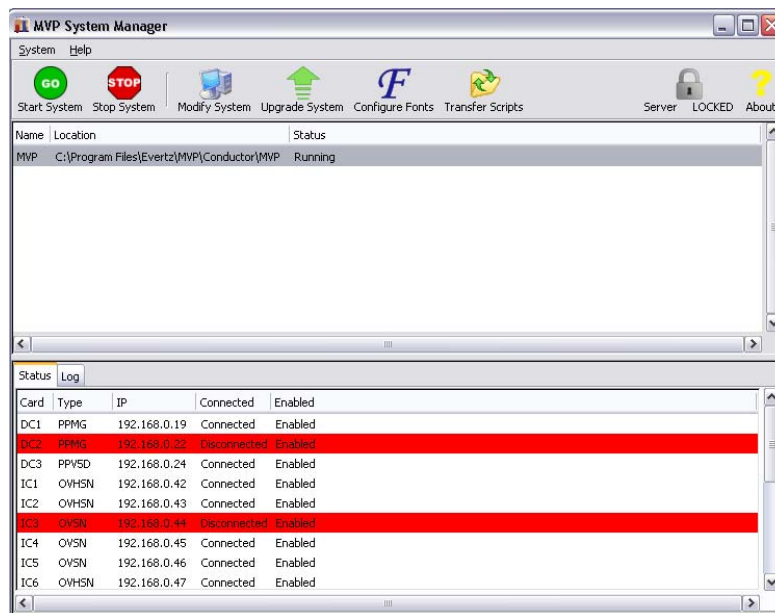 MVP System Manager
System Help
GO STOP
Start System Stop System Modify System Upgrade System Configure Fonts Transfer Scripts Server LOCKED About
Name Location Status
MVP C:\Program Files\Evertz\MVP\Conductor\MVP Running
Status Log
Card Type IP Connected Enabled
DC1 PPMG 192.168.0.19 Connected Enabled
DC2 PPMG 192.168.0.22 Disconnected Enabled
DC3 PPV5D 192.168.0.24 Connected Enabled
IC1 OVHSN 192.168.0.42 Connected Enabled
IC2 OVHSN 192.168.0.43 Connected Enabled
IC3 OVSN 192.168.0.44 Disconnected Enabled
IC4 OVSN 192.168.0.45 Connected Enabled
IC5 OVSN 192.168.0.46 Connected Enabled
IC6 OVHSN 192.168.0.47 Connected Enabled